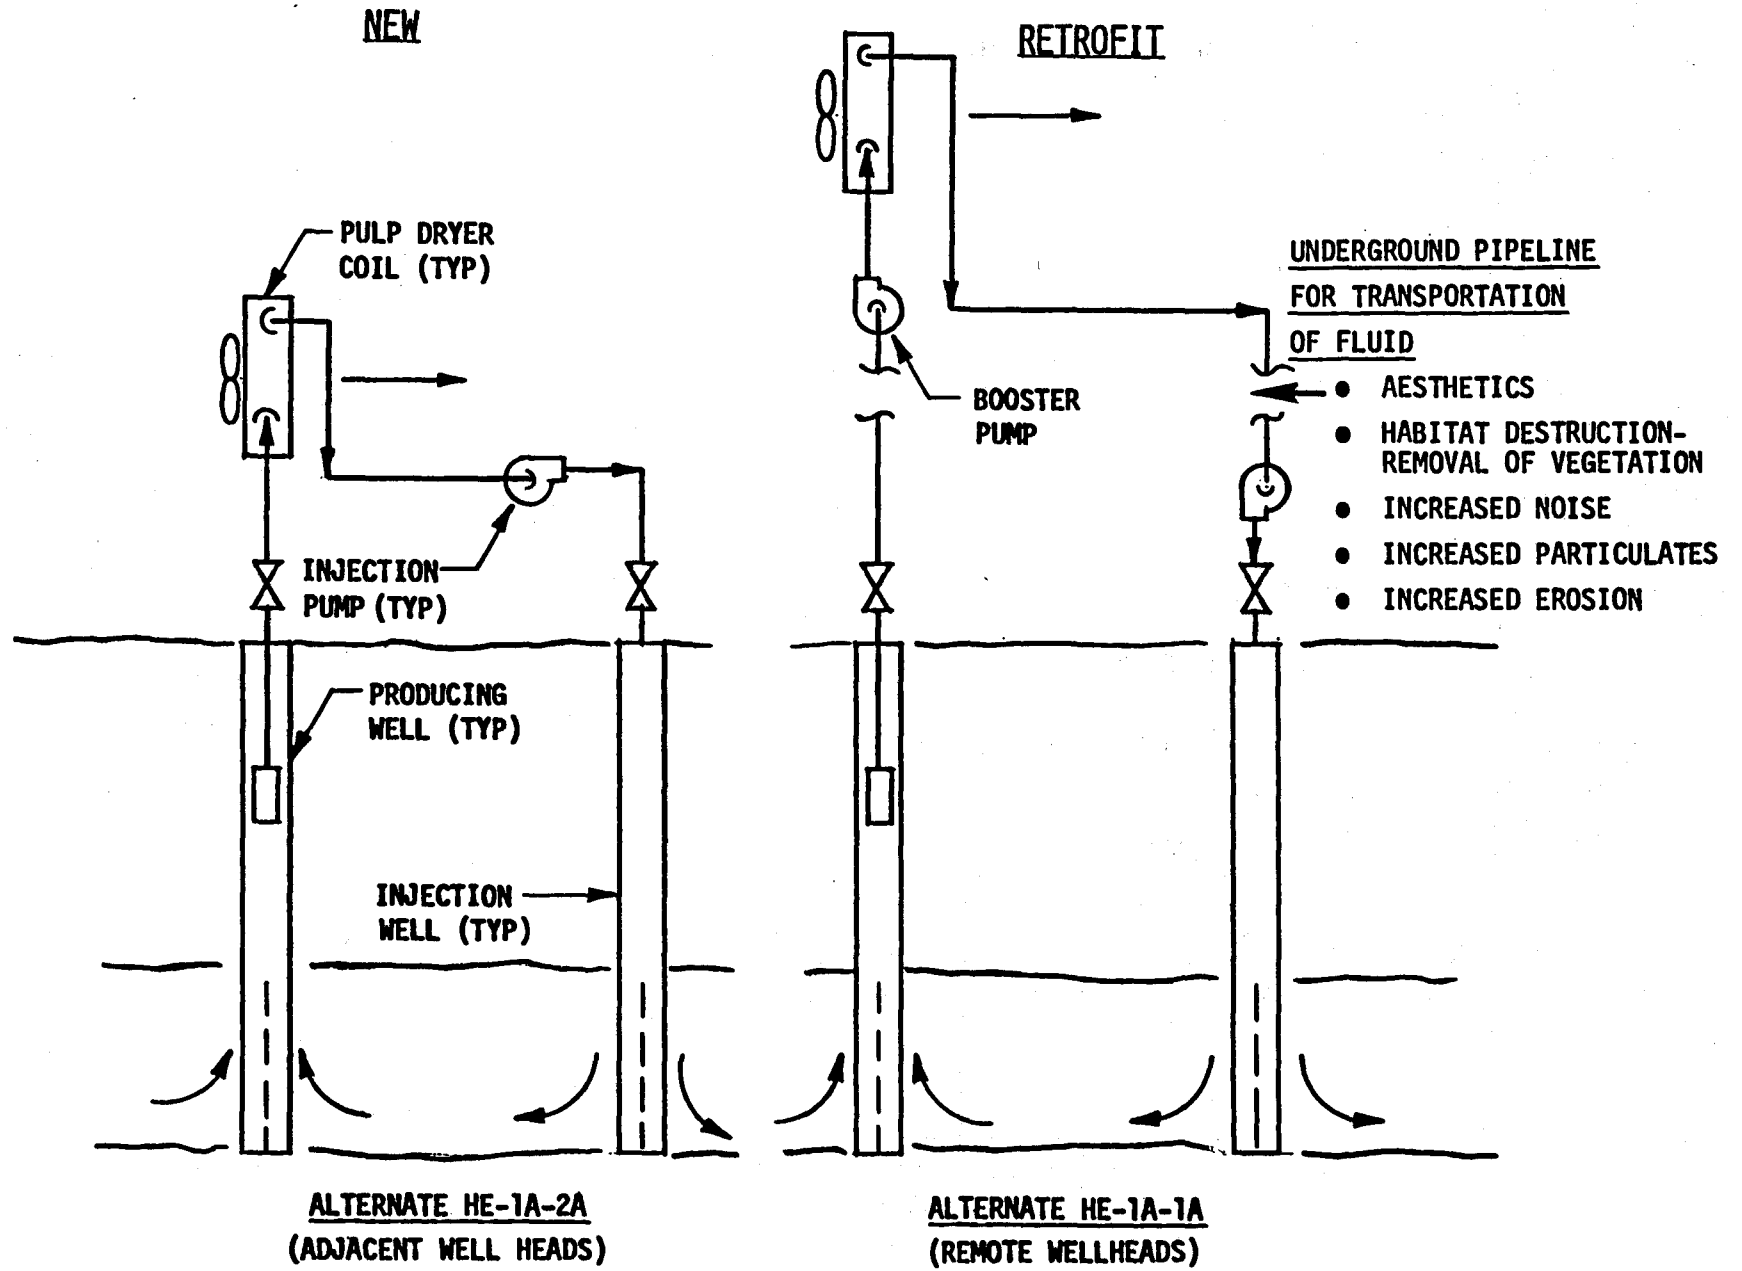 NEW
RETROFIT
PULP DRYER
COIL (TYP)
UNDERGROUND PIPELINE
FOR TRANSPORTATION
OF FLUID
• AESTHETICS
• HABITAT DESTRUCTION-
REMOVAL OF VEGETATION
• INCREASED NOISE
• INCREASED PARTICULATES
• INCREASED EROSION
BOOSTER
PUMP
INJECTION
PUMP (TYP)
PRODUCING
WELL (TYP)
INJECTION
WELL (TYP)
ALTERNATE HE-1A-2A
(ADJACENT WELL HEADS)
ALTERNATE HE-1A-1A
(REMOTE WELLHEADS)